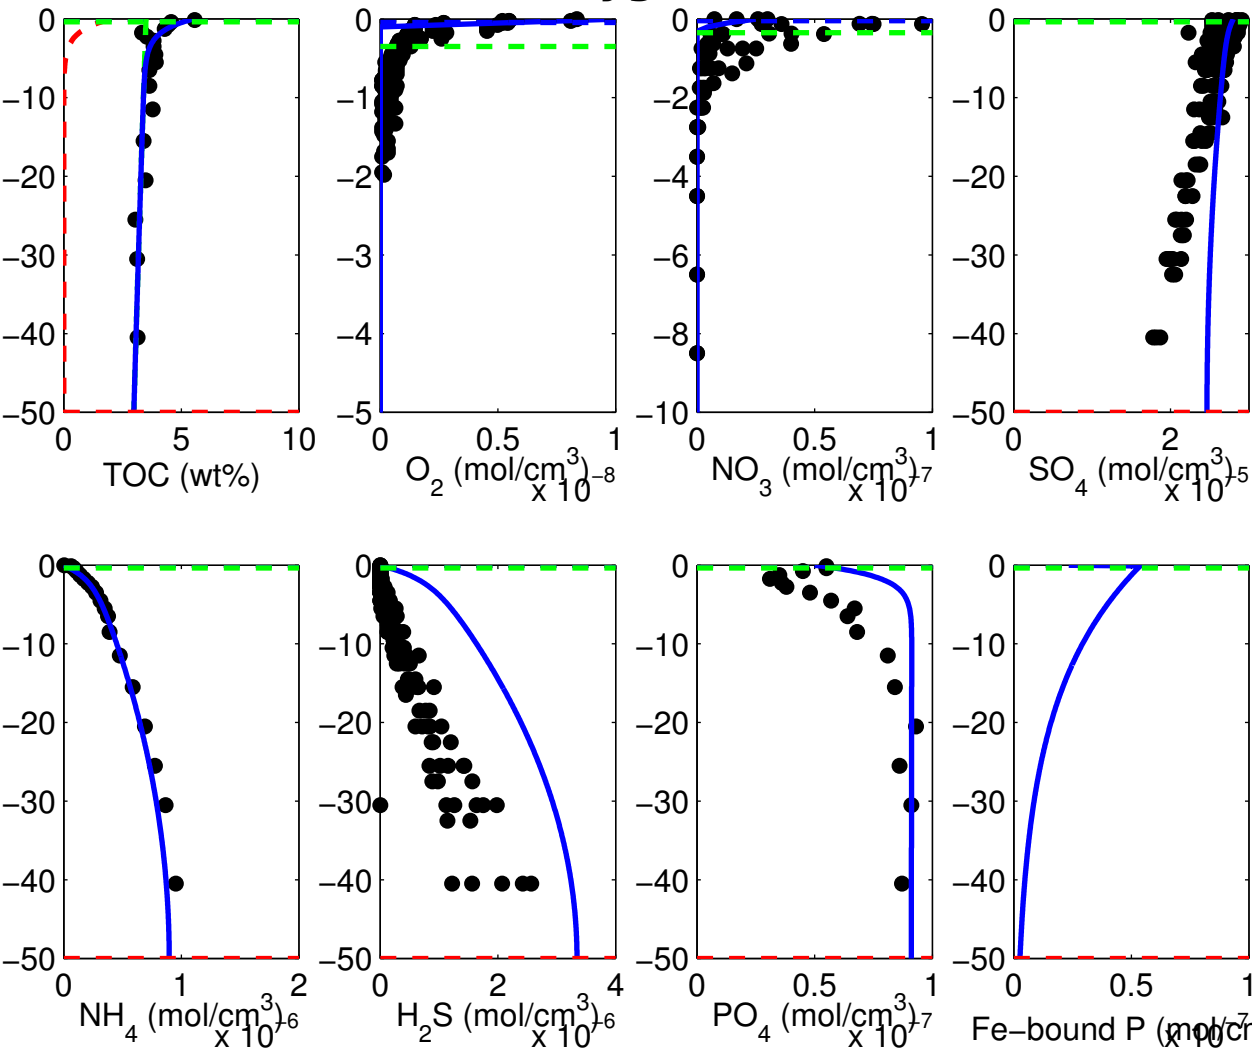 0 0 0 0
−10 −1 −2 −10
−20 −2 −4 −20
−30 −3 −6 −30
−40 −4 −8 −40
−50 −5 −10 −50
0 5 10 0 0.5 1 0 0.5 1 0 2
TOC (wt%) O2 (mol/cm3) NO3 (mol/cm3) SO4 (mol/cm3)
x 10−8 x 10−7 x 10−5
0 0 0 0
−10 −10 −10 −10
−20 −20 −20 −20
−30 −30 −30 −30
−40 −40 −40 −40
−50 −50 −50 −50
0 1 2 0 2 4 0 0.5 1 0 0.5 1
NH4 (mol/cm3) H2S (mol/cm3) PO4 (mol/cm3) Fe−bound P
x 10−6 x 10−6 x 10−7 x 10−7